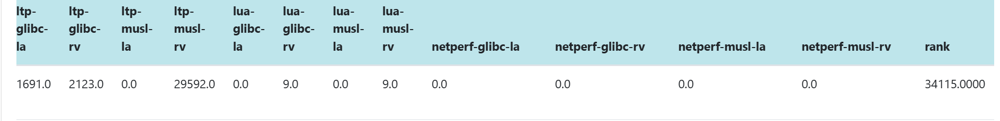 ltp-glibc-la ltp-glibc-rv ltp-musl-la ltp-musl-rv lua-glibc-la lua-glibc-rv lua-musl-la lua-musl-rv netperf-glibc-la netperf-glibc-rv netperf-musl-la netperf-musl-rv rank
1691.0 2123.0 0.0 29592.0 0.0 9.0 0.0 9.0 0.0 0.0 0.0 0.0 34115.0000